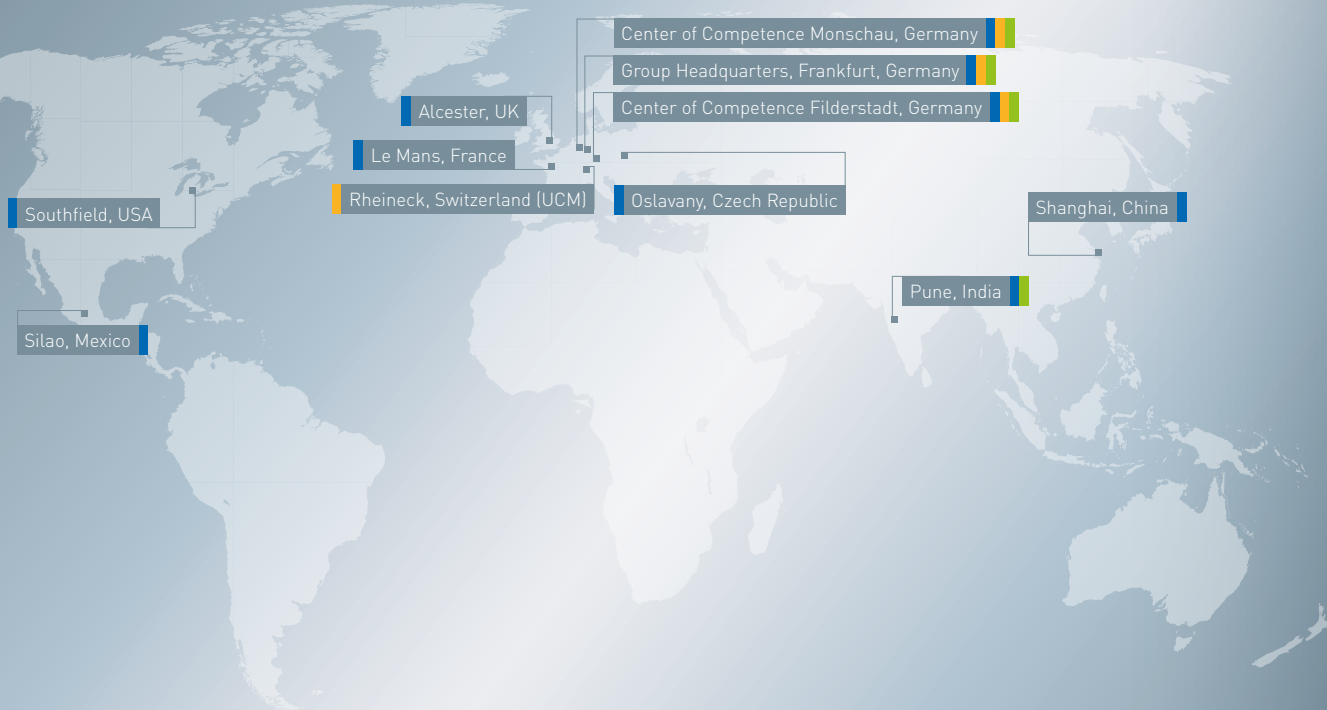 Center of Competence Monschau, Germany
Group Headquarters, Frankfurt, Germany
Center of Competence Filderstadt, Germany
Alcester, UK
Le Mans, France
Rheineck, Switzerland (UCM)
Oslavany, Czech Republic
Southfield, USA
Shanghai, China
Pune, India
Silao, Mexico